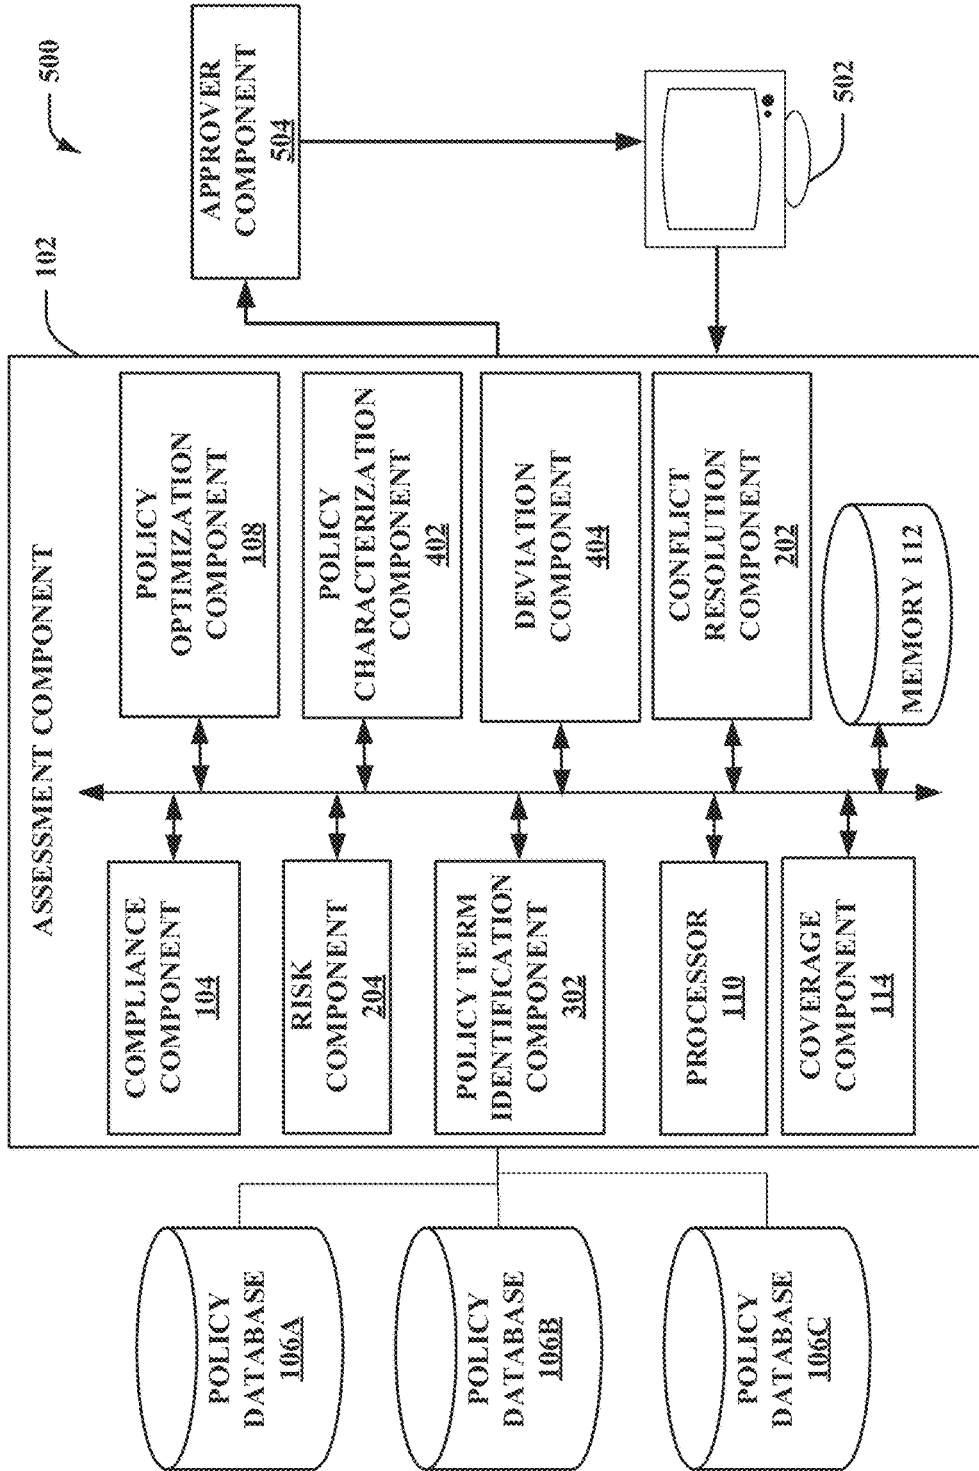 500
102
ASSESSMENT COMPONENT
POLICY
DATABASE
106A
POLICY
DATABASE
106B
POLICY
DATABASE
106C
COMPLIANCE
COMPONENT
104
RISK
COMPONENT
204
POLICY TERM
IDENTIFICATION
COMPONENT
302
PROCESSOR
110
COVERAGE
COMPONENT
114
POLICY
OPTIMIZATION
COMPONENT
108
POLICY
CHARACTERIZATION
COMPONENT
402
DEVIATION
COMPONENT
404
CONFLICT
RESOLUTION
COMPONENT
202
MEMORY 112
APPROVER
COMPONENT
504
502